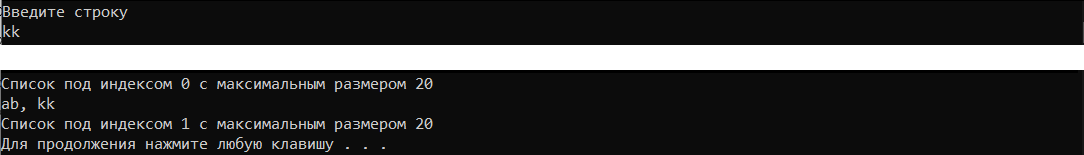 Введите строку
kk
Список под индексом 0 с максимальным размером 20
ab, kk
Список под индексом 1 с максимальным размером 20
Для продолжения нажмите любую клавишу . . .